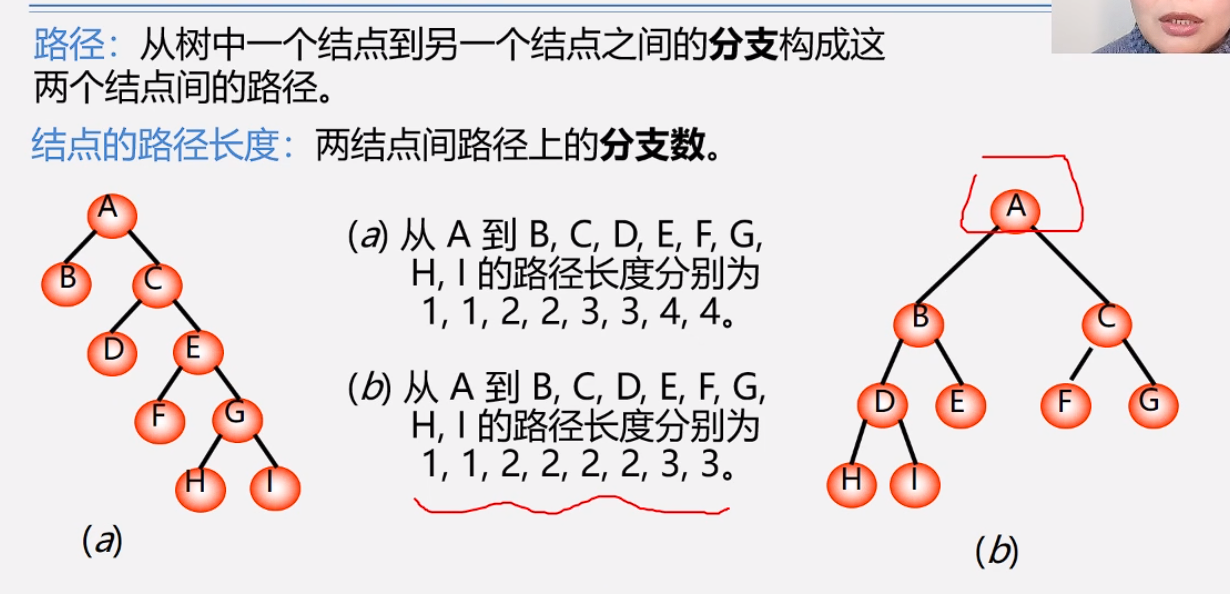 路径：从树中一个结点到另一个结点之间的分支构成这
两个结点间的路径。
结点的路径长度：两结点间路径上的分支数。
A
B
C
D
E
F
G
H
I
(a)
(a) 从 A 到 B, C, D, E, F, G,
H, I 的路径长度分别为
1, 1, 2, 2, 3, 3, 4, 4。
(b) 从 A 到 B, C, D, E, F, G,
H, I 的路径长度分别为
1, 1, 2, 2, 2, 2, 3, 3。
A
B
C
D
E
F
G
H
I
(b)